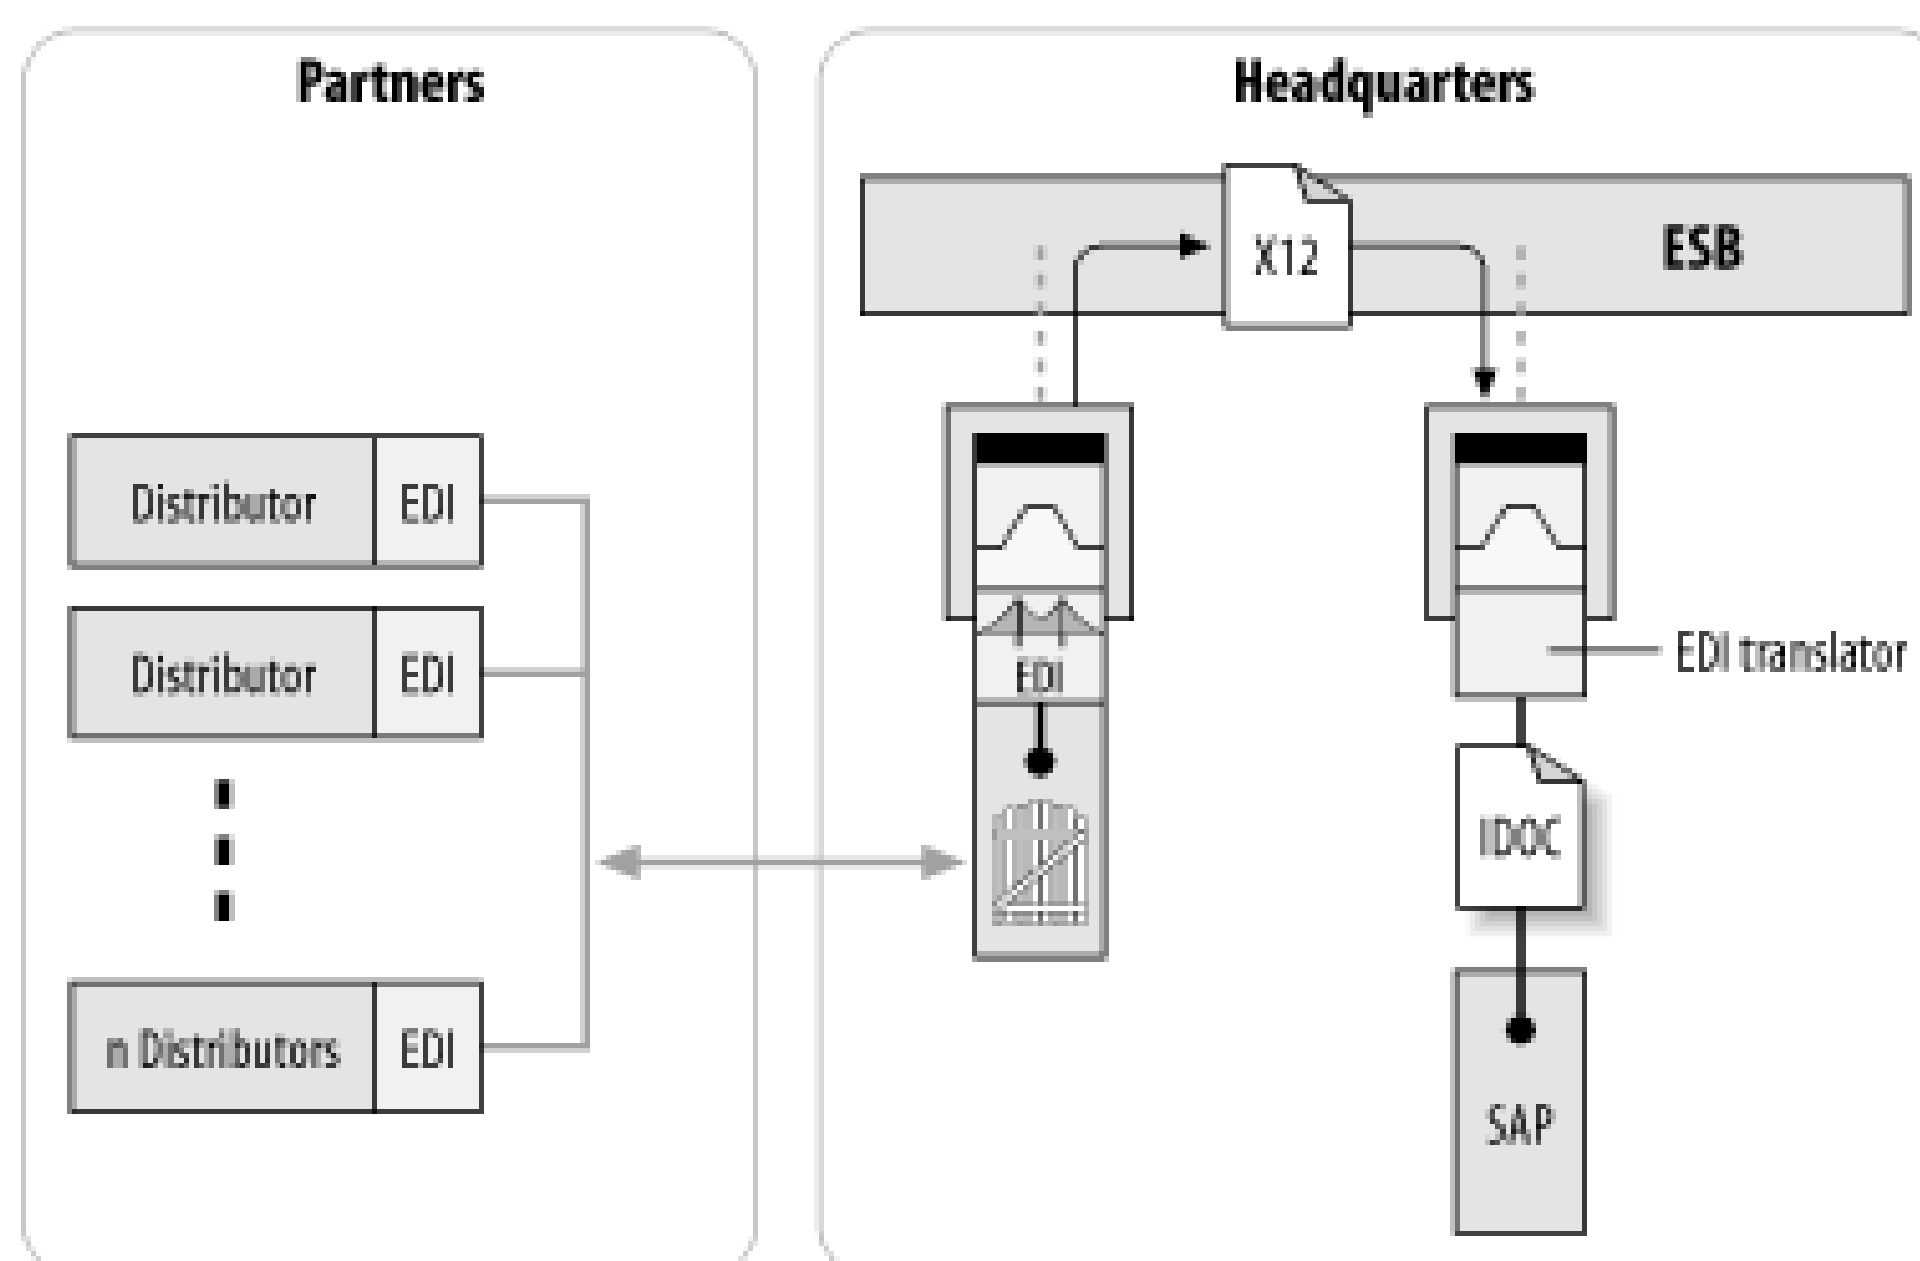 Partners
Distributor EDI
Distributor EDI
n Distributors EDI
Headquarters
X12
ESB
EDI
EDI translator
IDOC
SAP